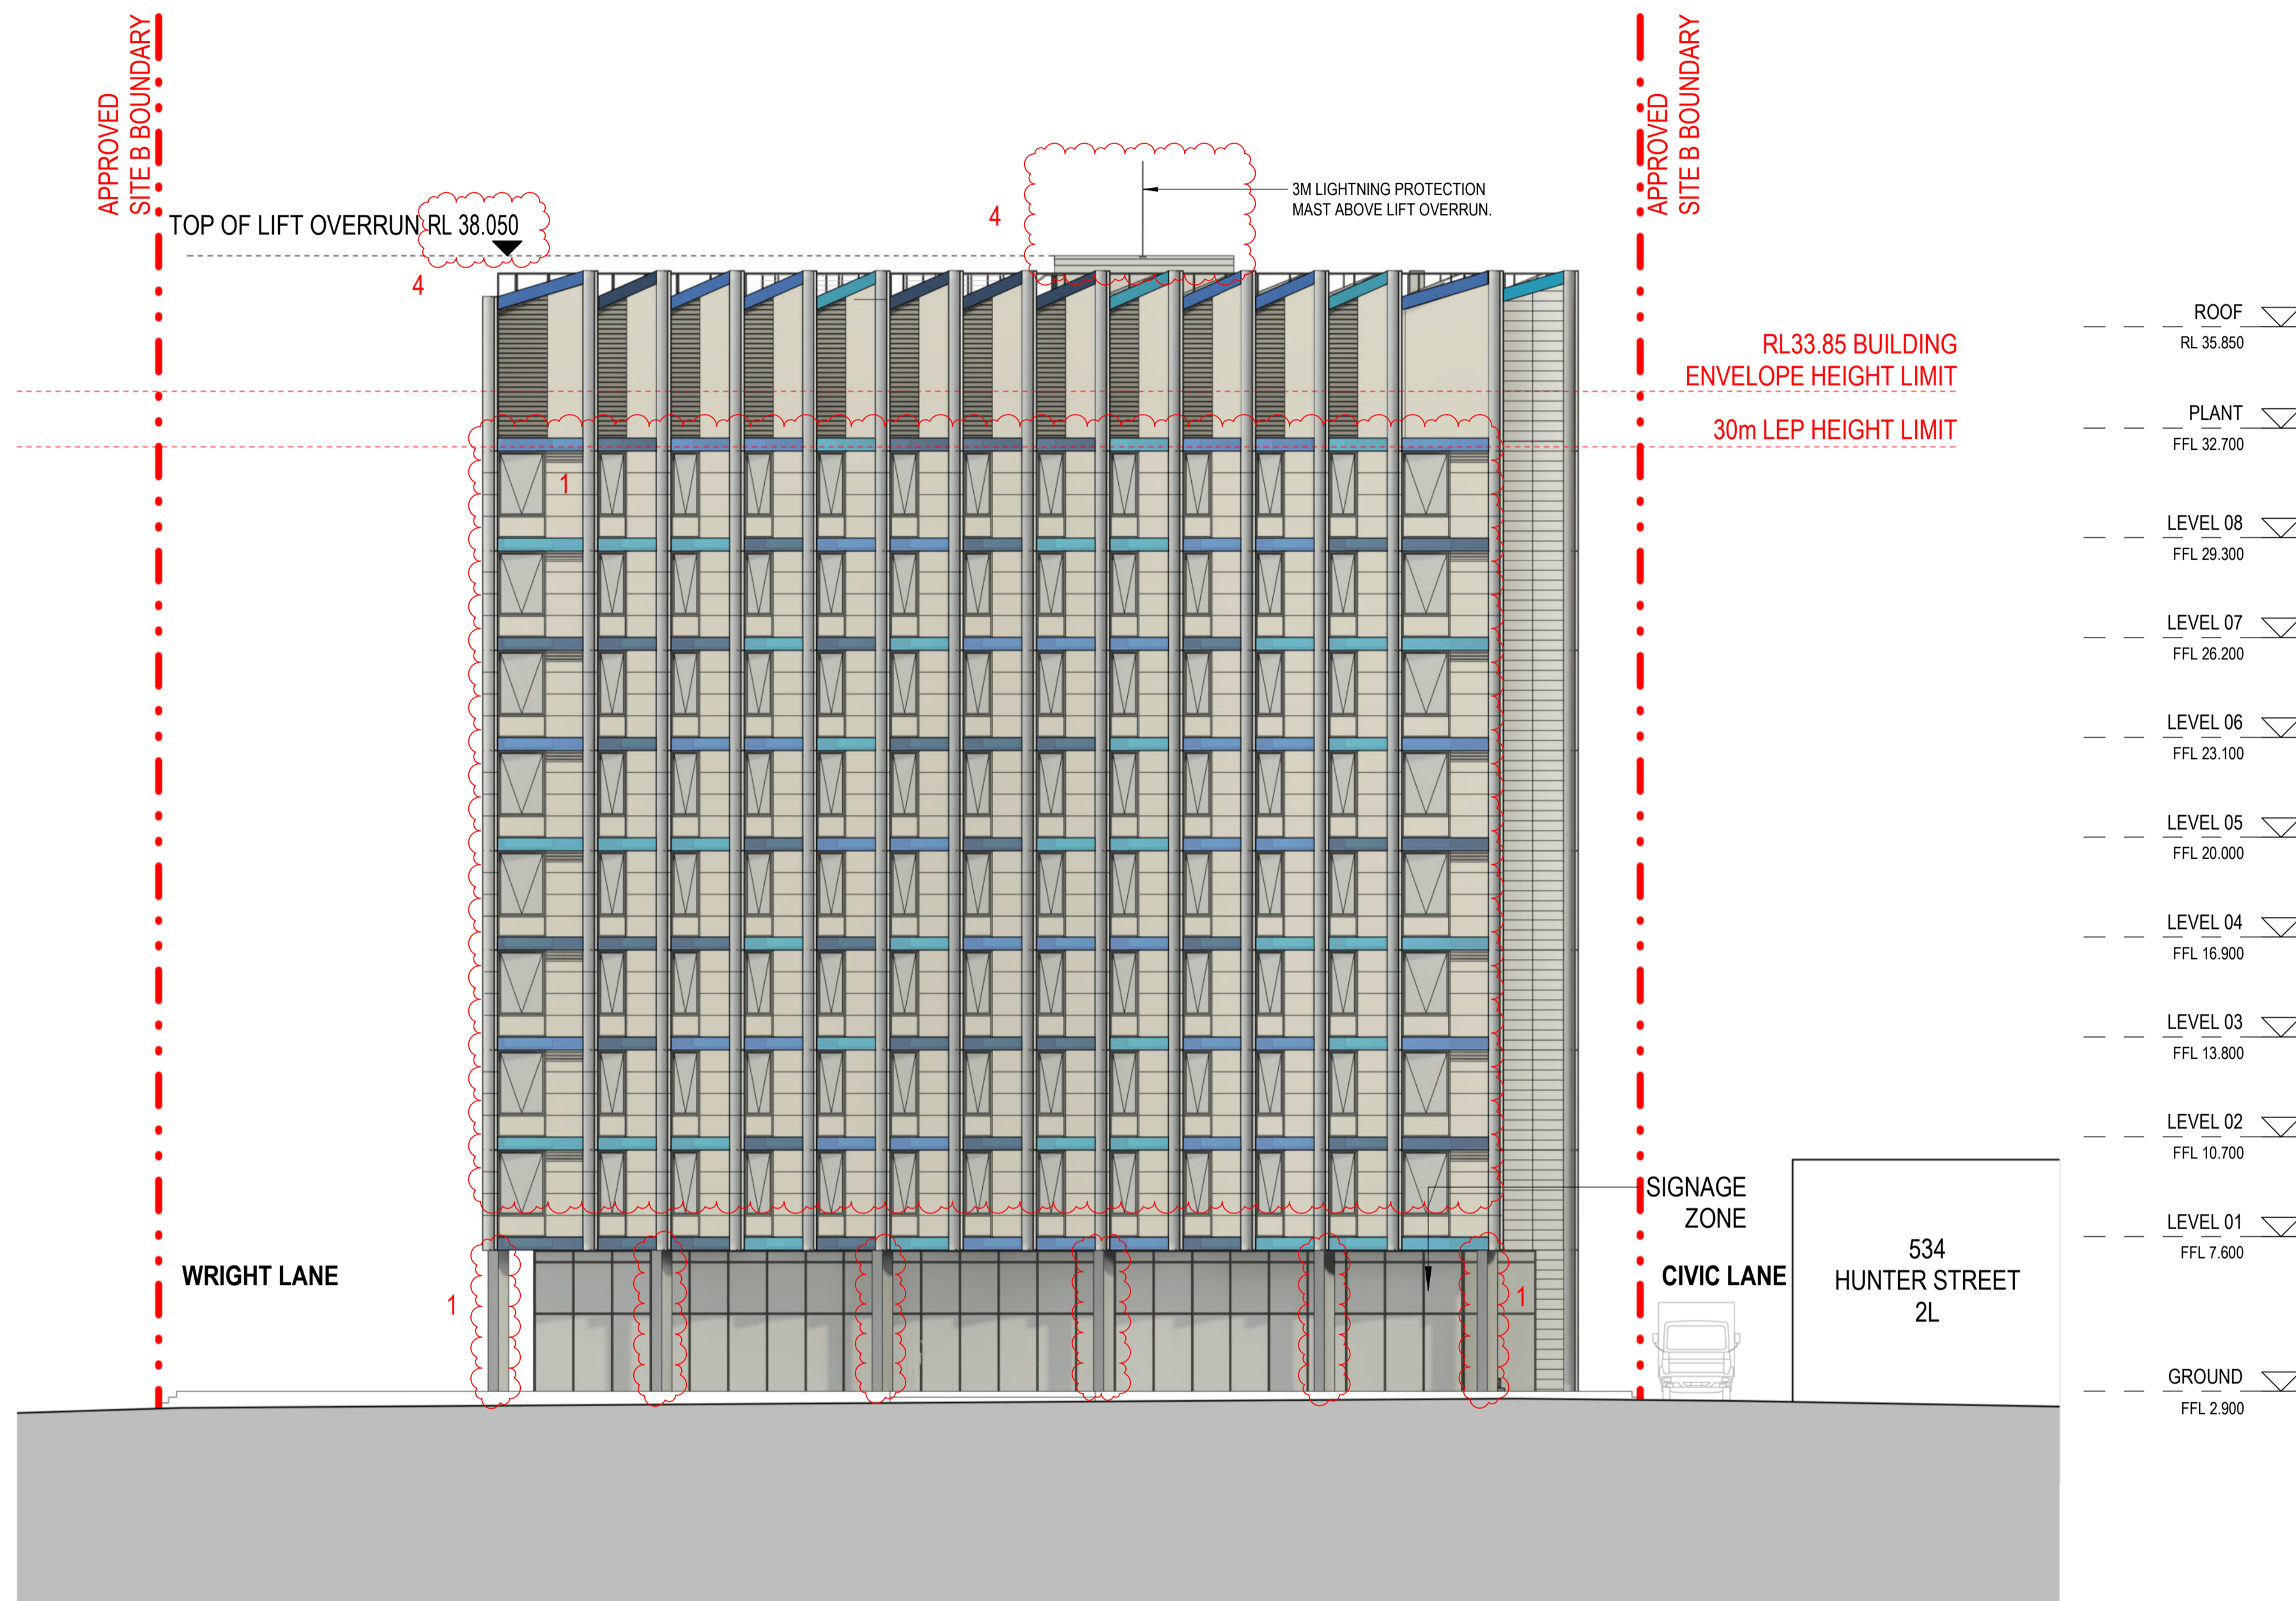 APPROVED
SITE B BOUNDARY
APPROVED
SITE B BOUNDARY
TOP OF LIFT OVERRUN RL 38.050
4
4
3M LIGHTNING PROTECTION
MAST ABOVE LIFT OVERRUN.
RL33.85 BUILDING
ENVELOPE HEIGHT LIMIT
30m LEP HEIGHT LIMIT
1
ROOF
RL 35.850
PLANT
FFL 32.700
LEVEL 08
FFL 29.300
LEVEL 07
FFL 26.200
LEVEL 06
FFL 23.100
LEVEL 05
FFL 20.000
LEVEL 04
FFL 16.900
LEVEL 03
FFL 13.800
LEVEL 02
FFL 10.700
LEVEL 01
FFL 7.600
GROUND
FFL 2.900
SIGNAGE
ZONE
WRIGHT LANE
1
1
CIVIC LANE
534
HUNTER STREET
2L